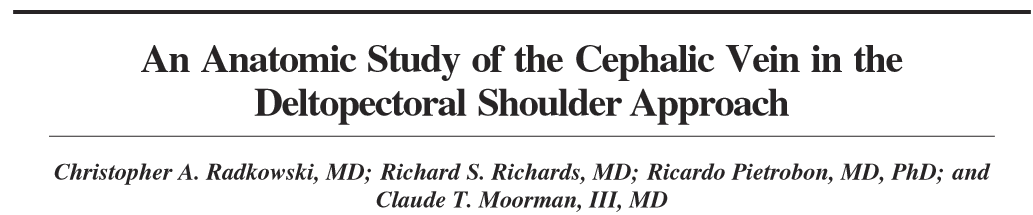 An Anatomic Study of the Cephalic Vein in the
Deltopectoral Shoulder Approach
Christopher A. Radkowski, MD; Richard S. Richards, MD; Ricardo Pietrobon, MD, PhD; and
Claude T. Moorman, III, MD